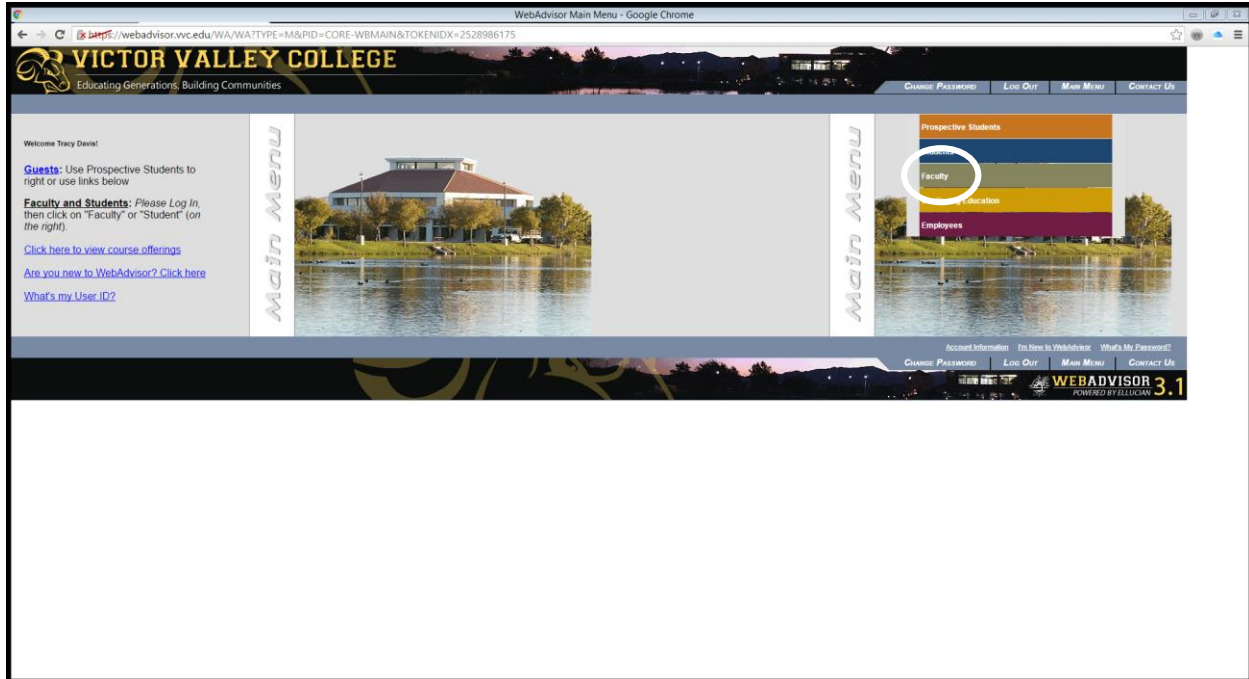 WebAdvisor Main Menu - Google Chrome
https://webadvisor.vvc.edu/WA/WA?TYPE=M&PID=CORE-WBMAIN&TOKENIDX=2528986175
VICTOR VALLEY COLLEGE
Educating Generations, Building Communities
CHANGE PASSWORD LOG OUT MAIN MENU CONTACT US
Welcome Tracy Davis!
Guests: Use Prospective Students to
right or use links below
Faculty and Students: Please Log In,
then click on "Faculty" or "Student" (on
the right).
Click here to view course offerings
Are you new to WebAdvisor? Click here
What's my User ID?
Main Menu
Main Menu
Prospective Students
Faculty
Education
Employees
Account Information I'm New to WebAdvisor What's My Password?
CHANGE PASSWORD LOG OUT MAIN MENU CONTACT US
WEBADVISOR 3.1
POWERED BY ELLUCIAN